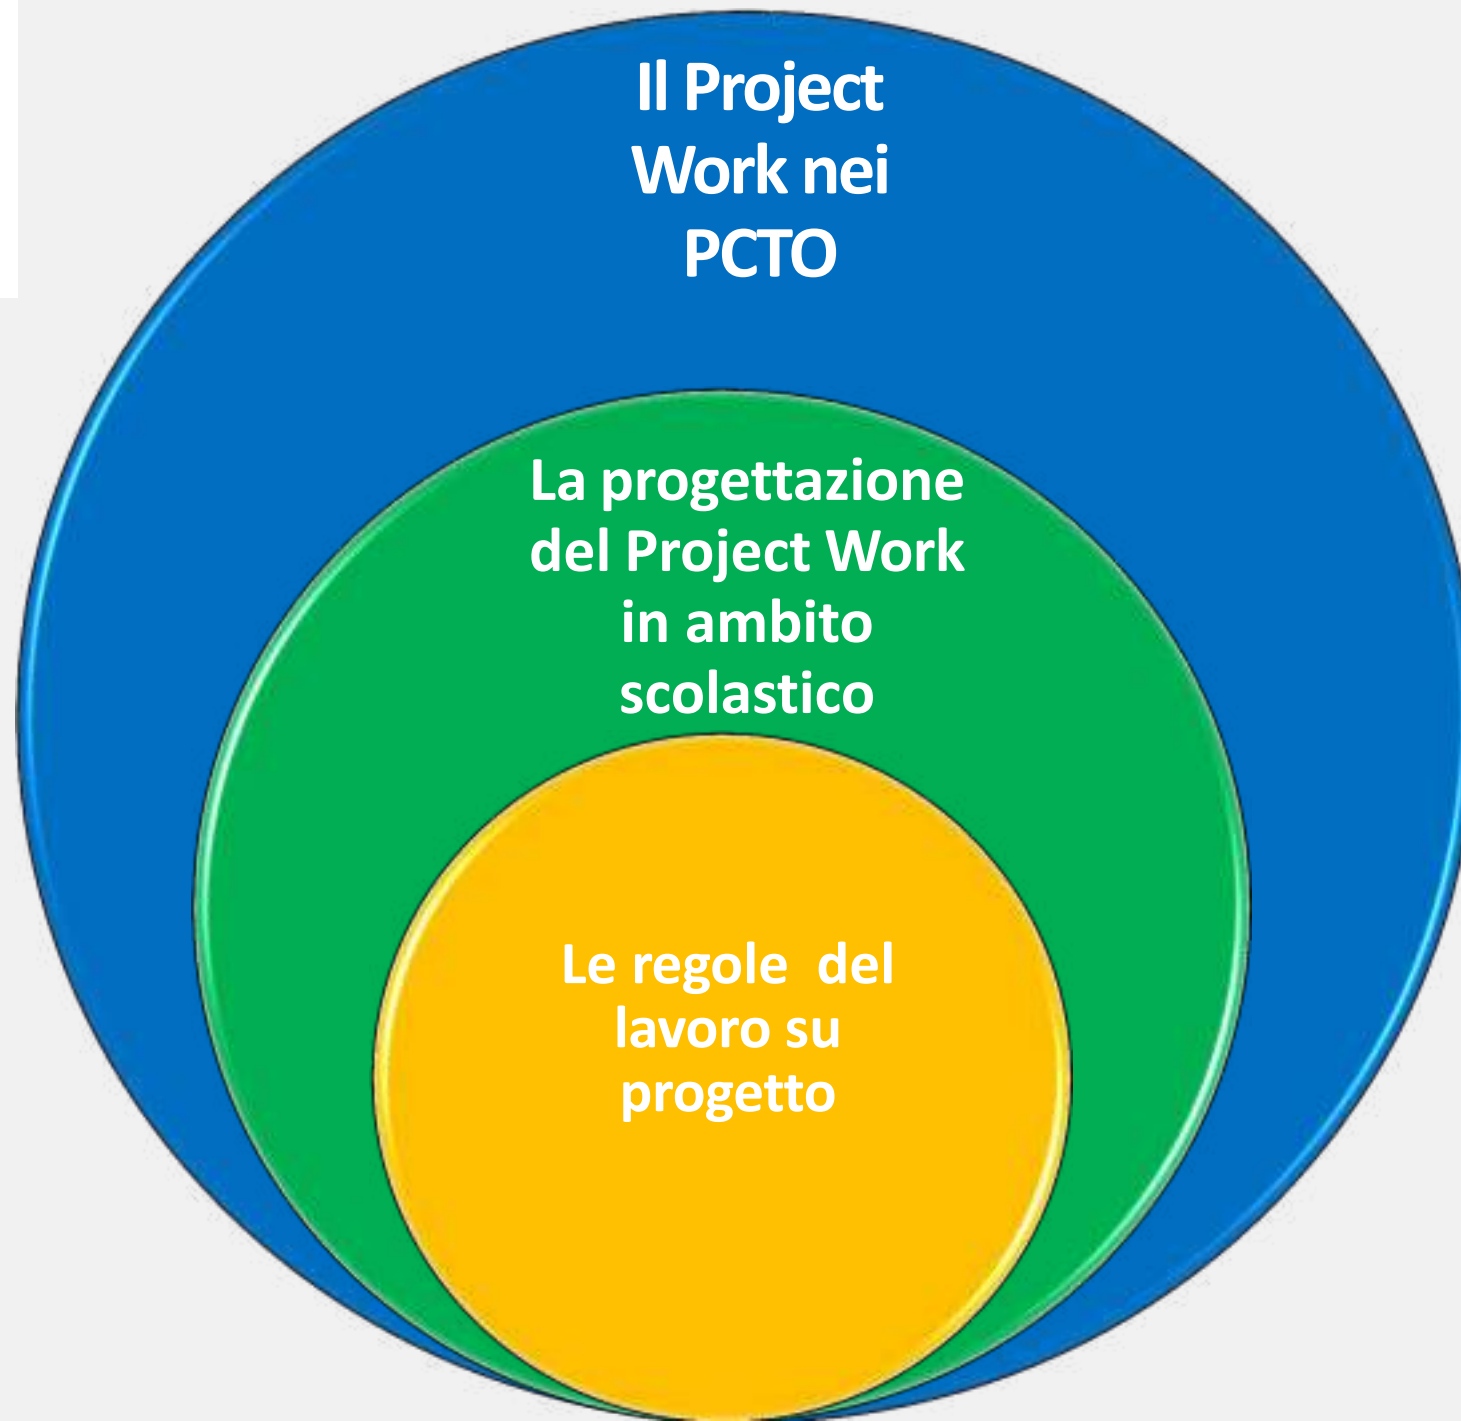 Il Project
Work nei
PCTO
La progettazione
del Project Work
in ambito
scolastico
Le regole  del
lavoro su
progetto